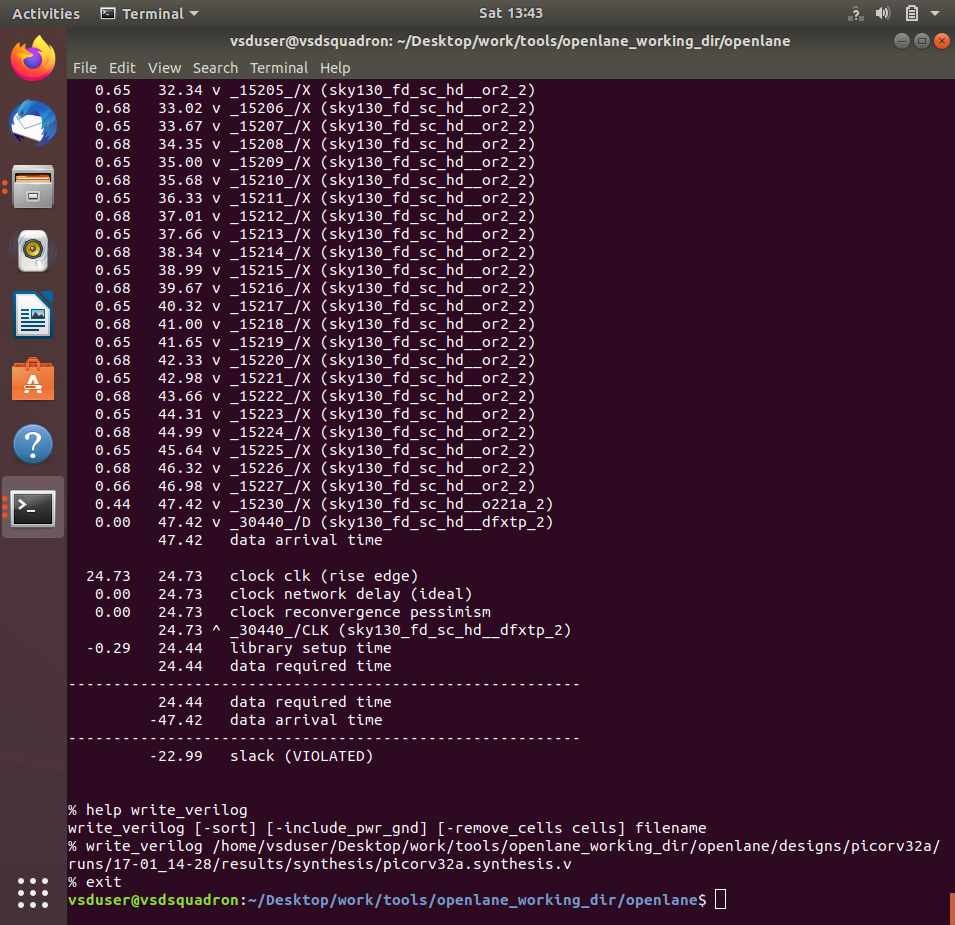 Activities Terminal Sat 13:43
vsduser@vsdsquadron: ~/Desktop/work/tools/openlane_working_dir/openlane
File Edit View Search Terminal Help
0.65 32.34 v _15205_/X (sky130_fd_sc_hd__or2_2)
0.68 33.02 v _15206_/X (sky130_fd_sc_hd__or2_2)
0.65 33.67 v _15207_/X (sky130_fd_sc_hd__or2_2)
0.68 34.35 v _15208_/X (sky130_fd_sc_hd__or2_2)
0.65 35.00 v _15209_/X (sky130_fd_sc_hd__or2_2)
0.68 35.68 v _15210_/X (sky130_fd_sc_hd__or2_2)
0.65 36.33 v _15211_/X (sky130_fd_sc_hd__or2_2)
0.68 37.01 v _15212_/X (sky130_fd_sc_hd__or2_2)
0.65 37.66 v _15213_/X (sky130_fd_sc_hd__or2_2)
0.68 38.34 v _15214_/X (sky130_fd_sc_hd__or2_2)
0.65 38.99 v _15215_/X (sky130_fd_sc_hd__or2_2)
0.68 39.67 v _15216_/X (sky130_fd_sc_hd__or2_2)
0.65 40.32 v _15217_/X (sky130_fd_sc_hd__or2_2)
0.68 41.00 v _15218_/X (sky130_fd_sc_hd__or2_2)
0.65 41.65 v _15219_/X (sky130_fd_sc_hd__or2_2)
0.68 42.33 v _15220_/X (sky130_fd_sc_hd__or2_2)
0.65 42.98 v _15221_/X (sky130_fd_sc_hd__or2_2)
0.68 43.66 v _15222_/X (sky130_fd_sc_hd__or2_2)
0.65 44.31 v _15223_/X (sky130_fd_sc_hd__or2_2)
0.68 44.99 v _15224_/X (sky130_fd_sc_hd__or2_2)
0.65 45.64 v _15225_/X (sky130_fd_sc_hd__or2_2)
0.68 46.32 v _15226_/X (sky130_fd_sc_hd__or2_2)
0.66 46.98 v _15227_/X (sky130_fd_sc_hd__or2_2)
0.44 47.42 v _15230_/X (sky130_fd_sc_hd__o221a_2)
0.00 47.42 v _30440_/D (sky130_fd_sc_hd__dfxtp_2)
47.42 data arrival time
24.73 24.73 clock clk (rise edge)
0.00 24.73 clock network delay (ideal)
0.00 24.73 clock reconvergence pessimism
24.73 ^ _30440_/CLK (sky130_fd_sc_hd__dfxtp_2)
-0.29 24.44 library setup time
24.44 data required time
---------------------------------------------------------
24.44 data required time
-47.42 data arrival time
---------------------------------------------------------
-22.99 slack (VIOLATED)
% help write_verilog
write_verilog [-sort] [-include_pwr_gnd] [-remove_cells cells] filename
% write_verilog /home/vsduser/Desktop/work/tools/openlane_working_dir/openlane/designs/picorv32a/
runs/17-01_14-28/results/synthesis/picorv32a.synthesis.v
% exit
vsduser@vsdsquadron:~/Desktop/work/tools/openlane_working_dir/openlane$